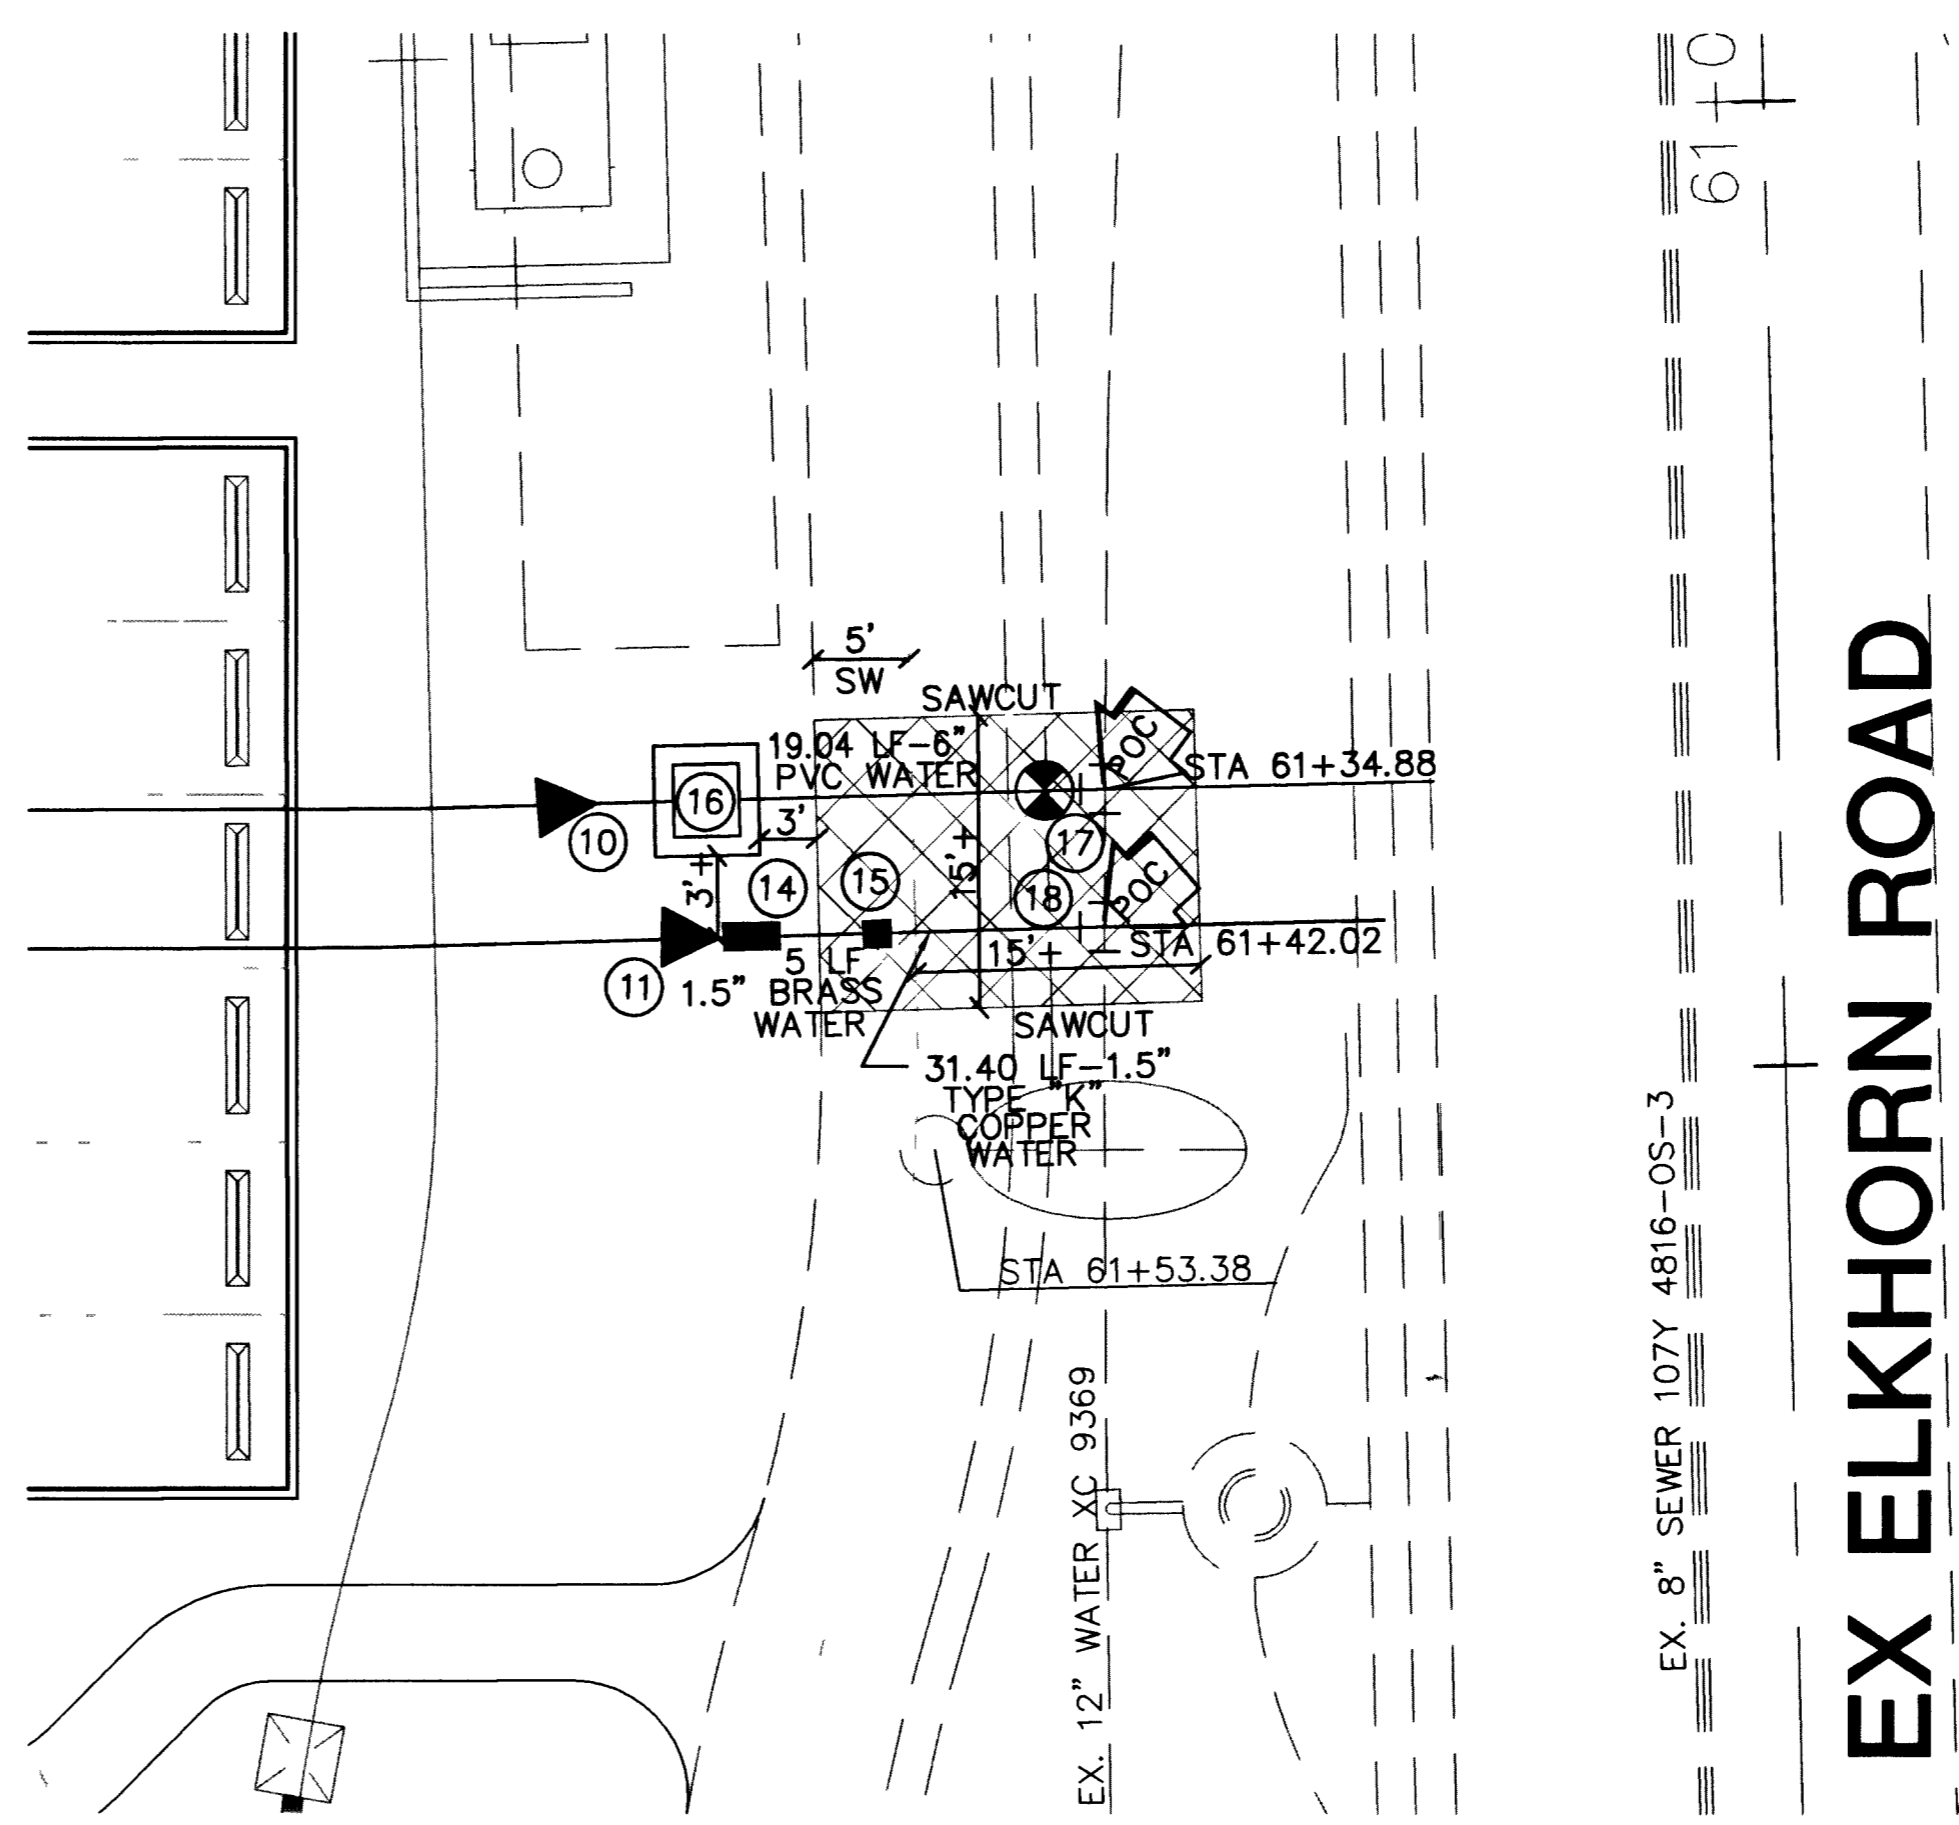 61+0
5'
SW
SAWCUT
POC
19.04 LF-6"
PVC WATER
STA 61+34.88
16
3'
10
17
15'+
3'+
14
15
18
POC
STA 61+42.02
15'+
11
5 LF
1.5" BRASS
WATER
SAWCUT
31.40 LF-1.5"
TYPE "K"
COPPER
WATER
STA 61+53.38
EX. 12" WATER XC 9369
EX. 8" SEWER 107Y 4816-OS-3
EX ELKHORN ROAD